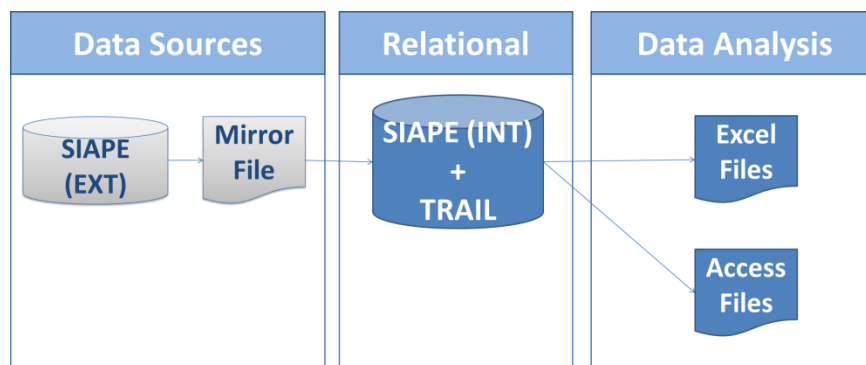 Data Sources
Relational
Data Analysis
SIAPE
(EXT)
Mirror
File
SIAPE (INT)
+
TRAIL
Excel
Files
Access
Files